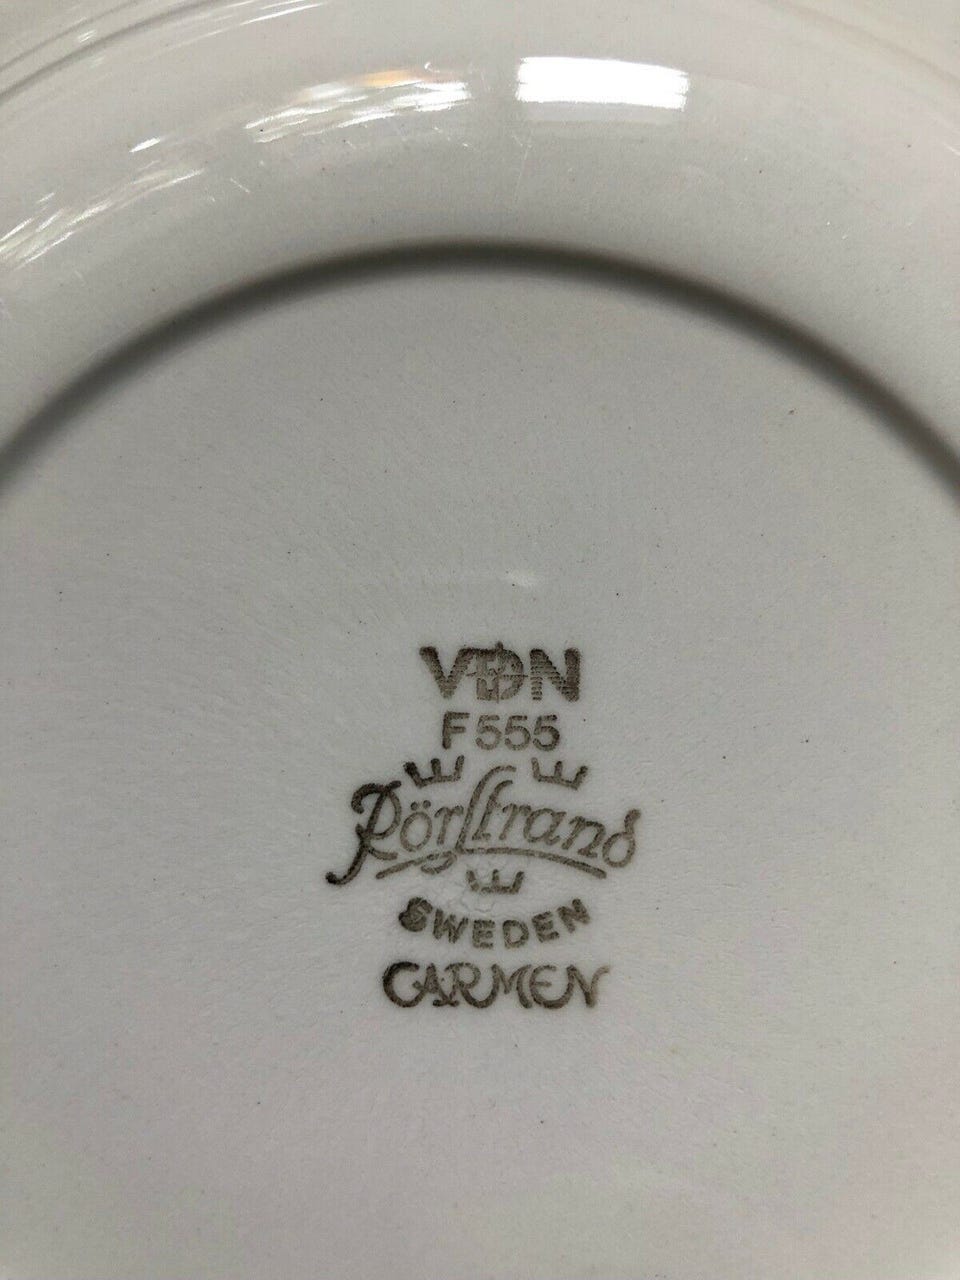 VDN
F555
Rörstrand
SWEDEN
CARMEN